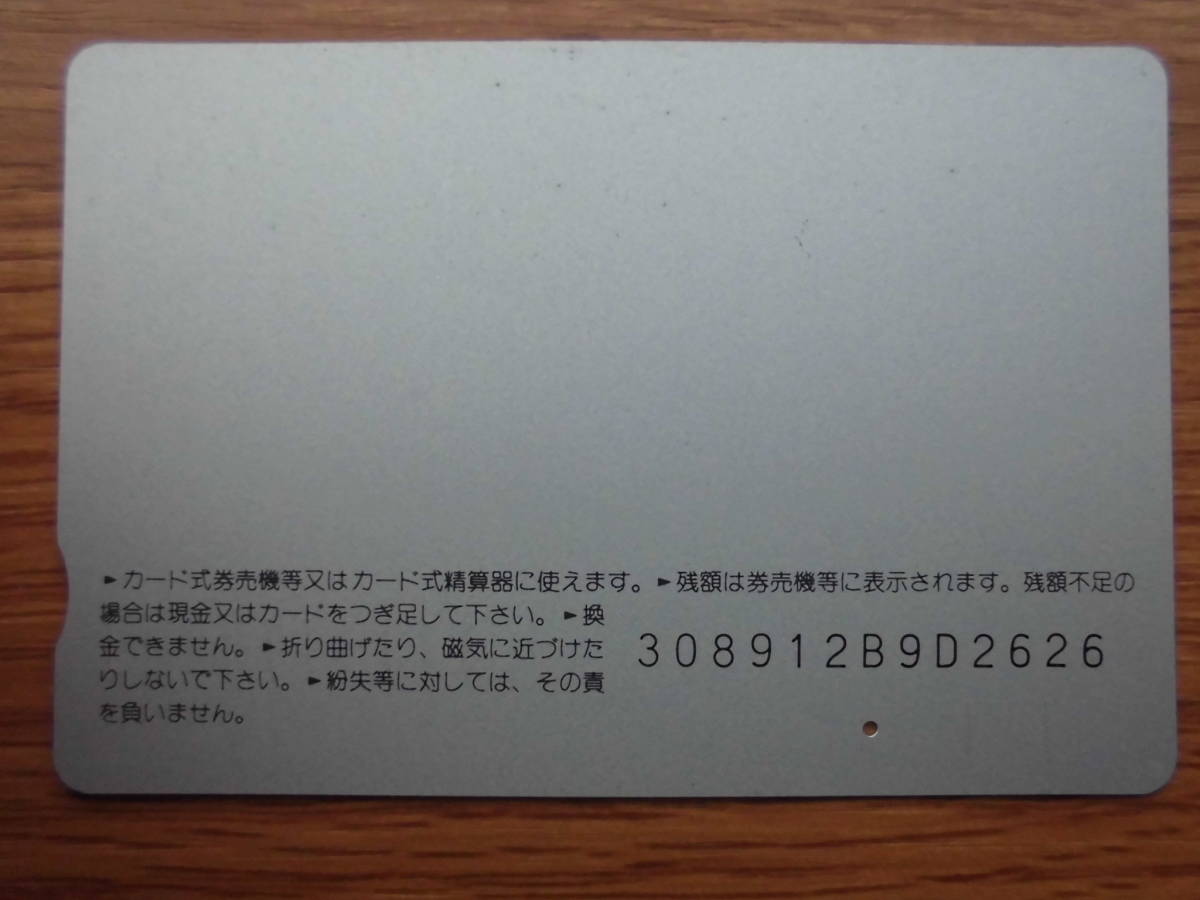 ►カード式券売機等又はカード式精算器に使えます。►残額は券売機等に表示されます。残額不足の
場合は現金又はカードをつぎ足して下さい。►換
金できません。►折り曲げたり、磁気に近づけた
りしないで下さい。►紛失等に対しては、その責
を負いません。
308912B9D2626